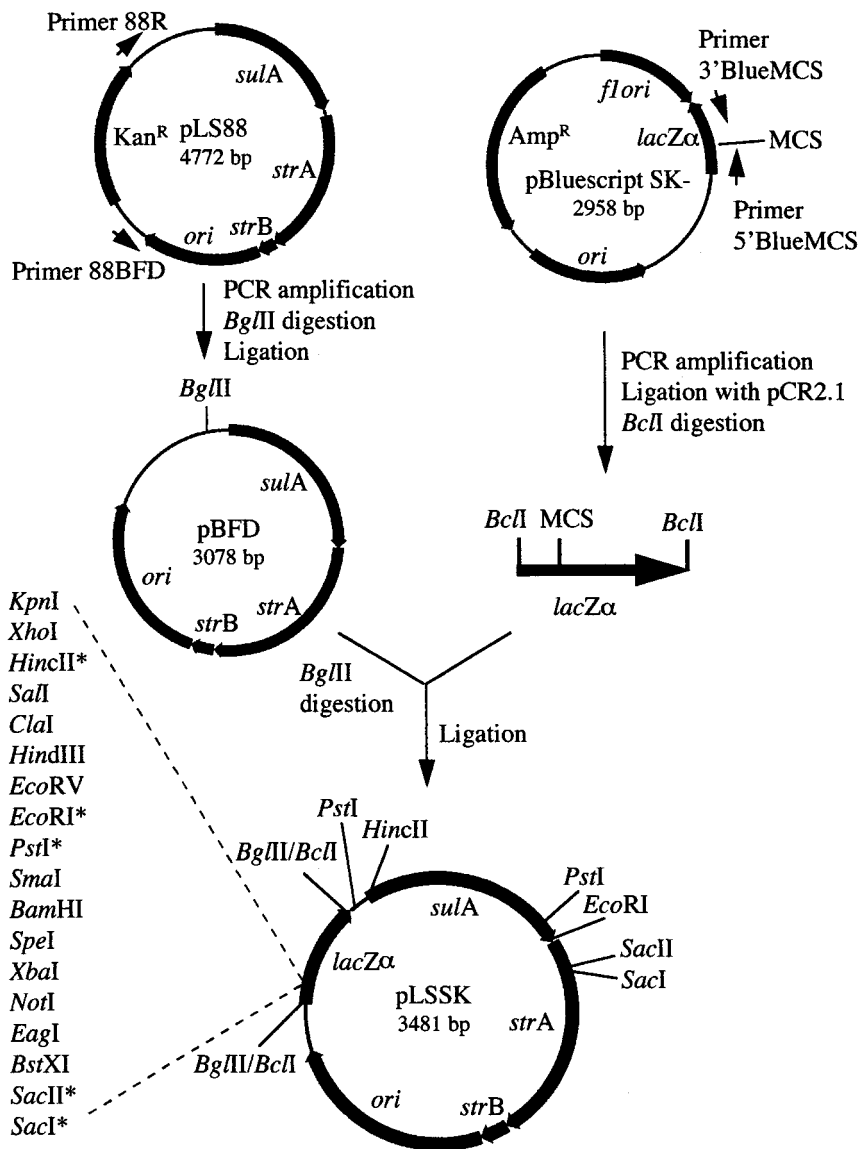 Primer 88R
sulA
Kan^R
pLS88
4772 bp
strA
strB
ori
Primer 88BFD
PCR amplification
BglII digestion
Ligation
Primer
3'BlueMCS
f1ori
Amp^R
lacZα
MCS
pBluescript SK-
2958 bp
Primer
5'BlueMCS
ori
PCR amplification
Ligation with pCR2.1
BclI digestion
BglII
sulA
pBFD
3078 bp
ori
strA
strB
BclI
MCS
BclI
lacZα
BglII
digestion
Ligation
KpnI
XhoI
HincII*
SalI
ClaI
HindIII
EcoRV
EcoRI*
PstI*
SmaI
BamHI
SpeI
XbaI
NotI
EagI
BstXI
SacII*
SacI*
PstI
HincII
BglII/BclI
sulA
PstI
EcoRI
SacII
SacI
lacZα
pLSSK
3481 bp
strA
BglII/BclI
ori
strB